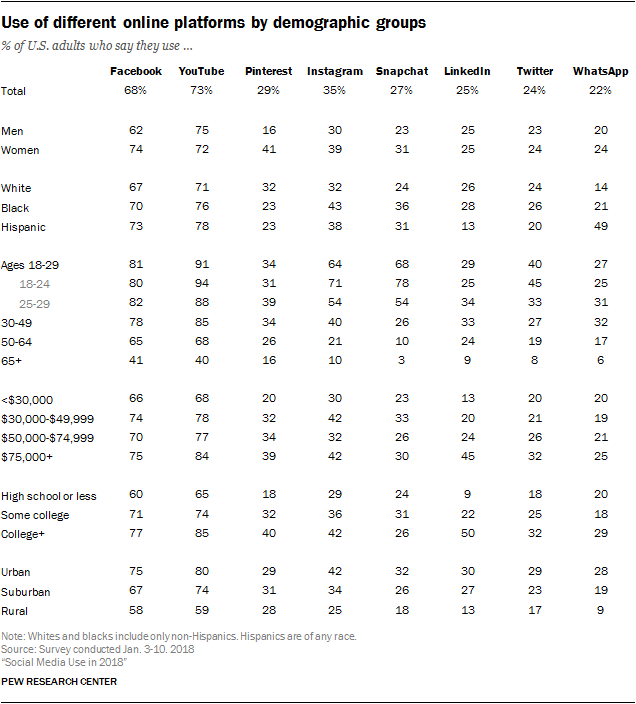 Use of different online platforms by demographic groups
% of U.S. adults who say they use ...
Facebook YouTube Pinterest Instagram Snapchat LinkedIn Twitter WhatsApp
Total 68% 73% 29% 35% 27% 25% 24% 22%
Men 62 75 16 30 23 25 23 20
Women 74 72 41 39 31 25 24 24
White 67 71 32 32 24 26 24 14
Black 70 76 23 43 36 28 26 21
Hispanic 73 78 23 38 31 13 20 49
Ages 18-29 81 91 34 64 68 29 40 27
18-24 80 94 31 71 78 25 45 25
25-29 82 88 39 54 54 34 33 31
30-49 78 85 34 40 26 33 27 32
50-64 65 68 26 21 10 24 19 17
65+ 41 40 16 10 3 9 8 6
<$30,000 66 68 20 30 23 13 20 20
$30,000-$49,999 74 78 32 42 33 20 21 19
$50,000-$74,999 70 77 34 32 26 24 26 21
$75,000+ 75 84 39 42 30 45 32 25
High school or less 60 65 18 29 24 9 18 20
Some college 71 74 32 36 31 22 25 18
College+ 77 85 40 42 26 50 32 29
Urban 75 80 29 42 32 30 29 28
Suburban 67 74 31 34 26 27 23 19
Rural 58 59 28 25 18 13 17 9
Note: Whites and blacks include only non-Hispanics. Hispanics are of any race.
Source: Survey conducted Jan. 3-10. 2018
"Social Media Use in 2018"
PEW RESEARCH CENTER